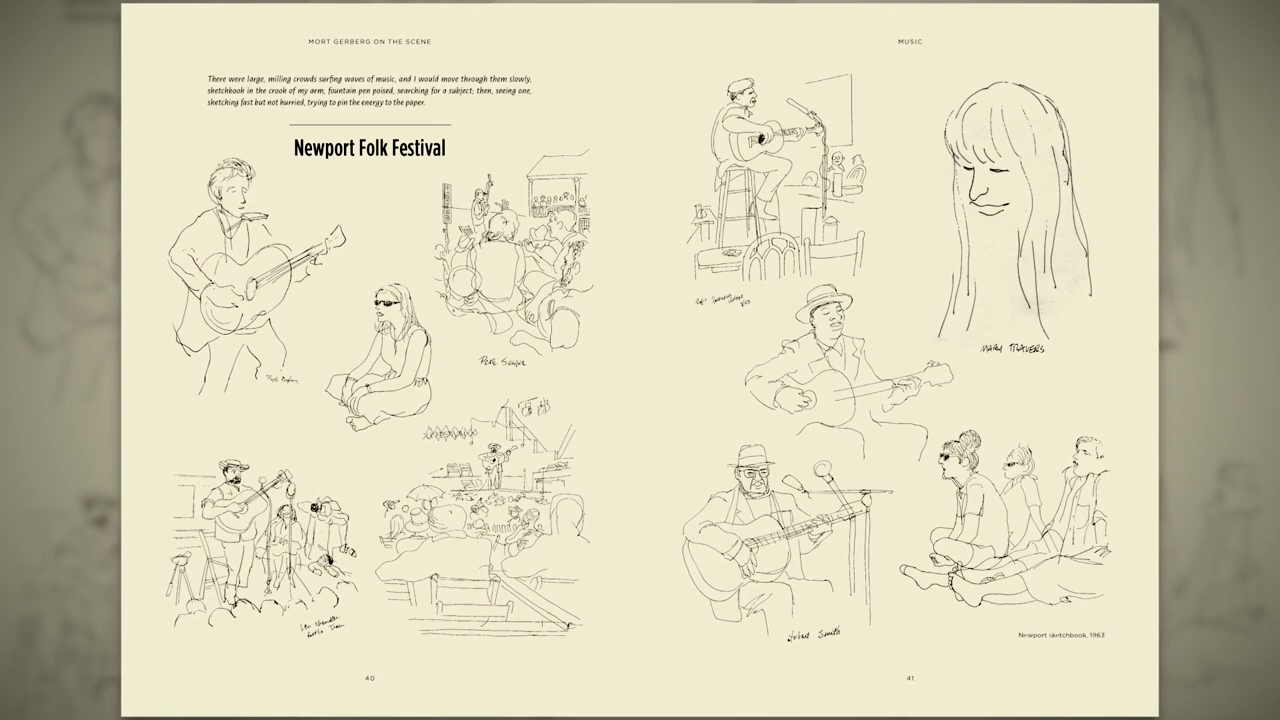 MORT GERBERG ON THE SCENE
There were large, milling crowds surfing waves of music, and I would move through them slowly,
sketchbook in the crook of my arm, fountain pen poised, searching for a subject; then, seeing one,
sketching fast but not hurried, trying to pin the energy to the paper.
Newport Folk Festival
Pete Seeger
Len Chandler
40
MUSIC
MARY TRAVERS
Hobart Smith
Newport sketchbook, 1963
41